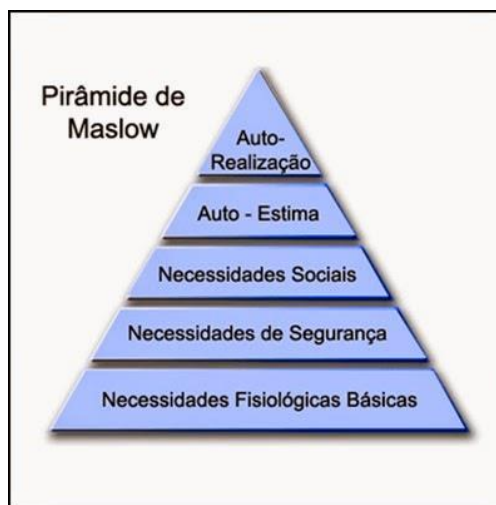 Pirâmide de
Maslow
Auto-
Realização
Auto - Estima
Necessidades Sociais
Necessidades de Segurança
Necessidades Fisiológicas Básicas